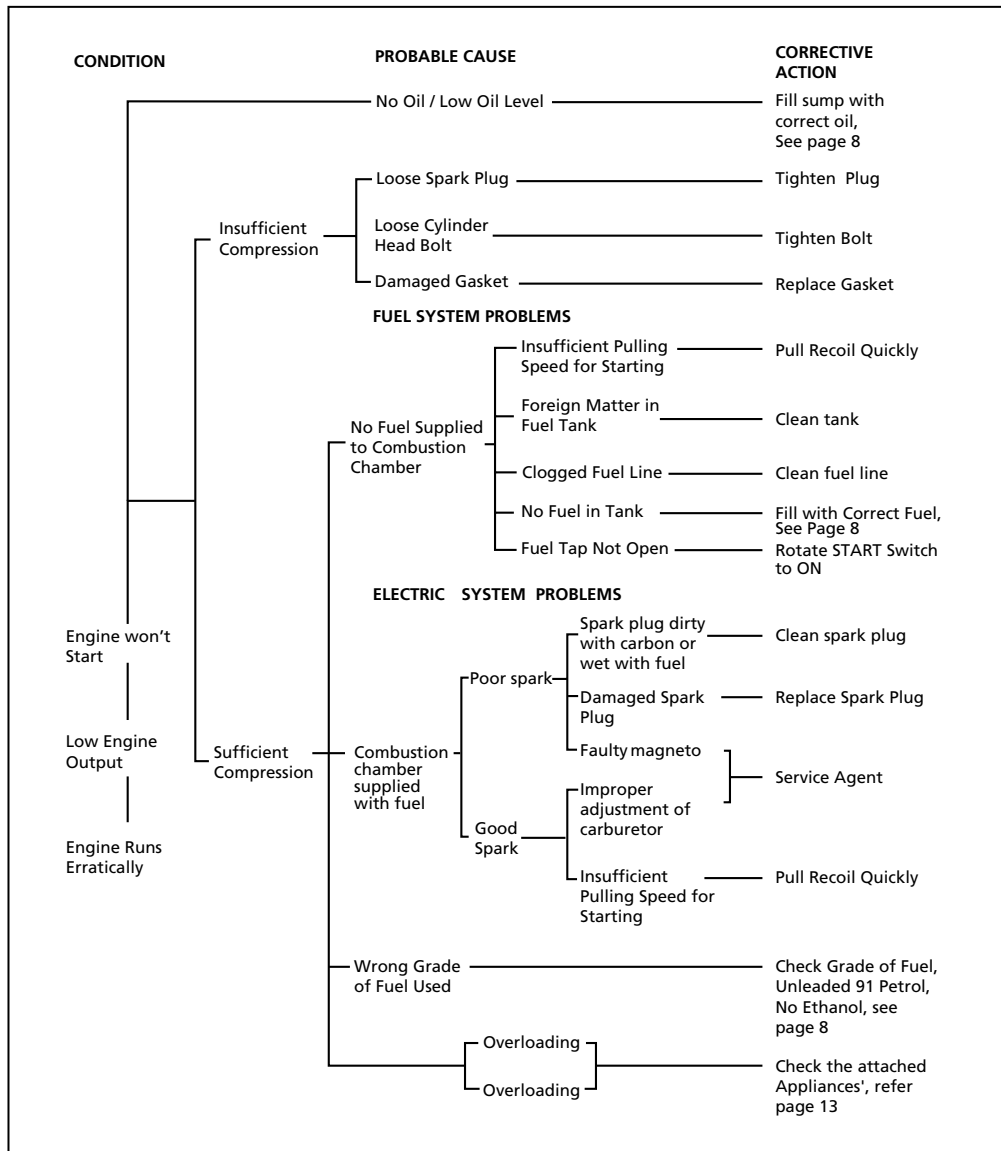 CONDITION
PROBABLE CAUSE
CORRECTIVE
ACTION
No Oil / Low Oil Level
Fill sump with
correct oil,
See page 8
Insufficient
Compression
Loose Spark Plug
Tighten Plug
Loose Cylinder
Head Bolt
Tighten Bolt
Damaged Gasket
Replace Gasket
FUEL SYSTEM PROBLEMS
No Fuel Supplied
to Combustion
Chamber
Insufficient Pulling
Speed for Starting
Pull Recoil Quickly
Foreign Matter in
Fuel Tank
Clean tank
Clogged Fuel Line
Clean fuel line
No Fuel in Tank
Fill with Correct Fuel,
See Page 8
Fuel Tap Not Open
Rotate START Switch
to ON
ELECTRIC SYSTEM PROBLEMS
Engine won't
Start
Low Engine
Output
Engine Runs
Erratically
Sufficient
Compression
Combustion
chamber
supplied
with fuel
Poor spark
Spark plug dirty
with carbon or
wet with fuel
Clean spark plug
Damaged Spark
Plug
Replace Spark Plug
Faulty magneto
Service Agent
Good
Spark
Improper
adjustment of
carburetor
Insufficient
Pulling Speed for
Starting
Pull Recoil Quickly
Wrong Grade
of Fuel Used
Check Grade of Fuel,
Unleaded 91 Petrol,
No Ethanol, see
page 8
Overloading
Overloading
Check the attached
Appliances', refer
page 13